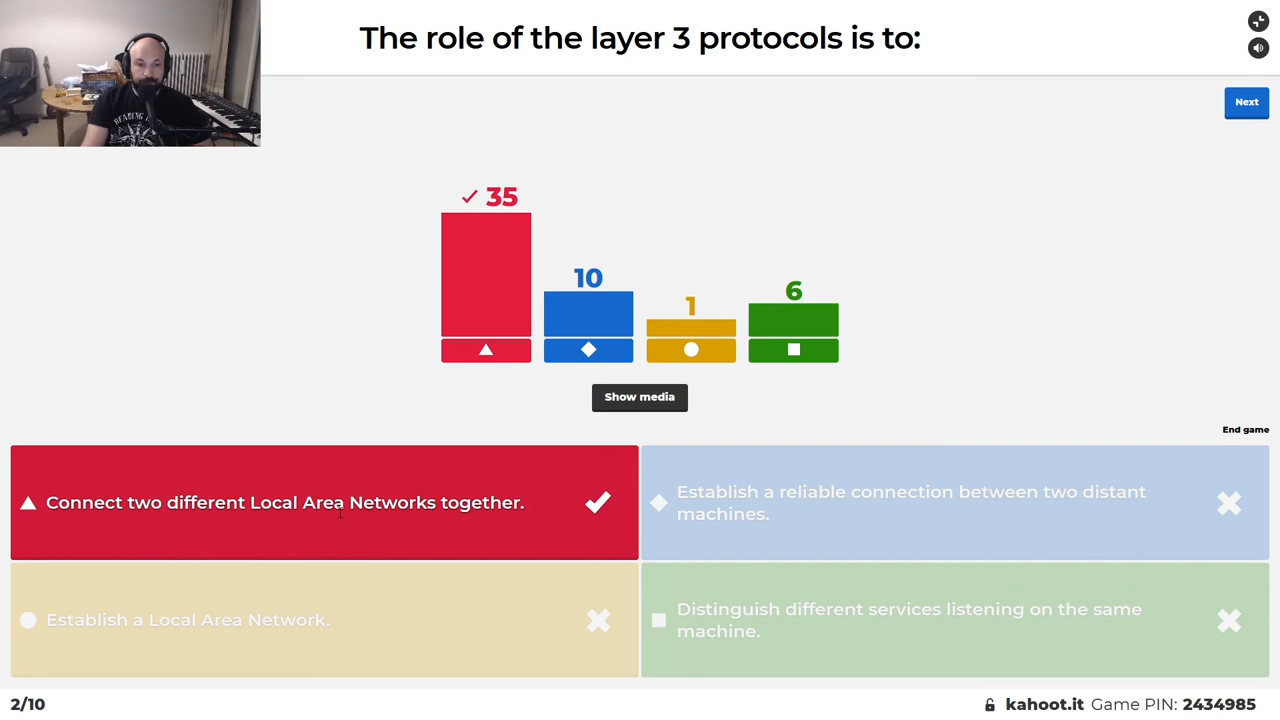 The role of the layer 3 protocols is to:
READING
Next
35
10
1
6
Show media
End game
Connect two different Local Area Networks together.
Establish a reliable connection between two distant
machines.
Establish a Local Area Network.
Distinguish different services listening on the same
machine.
2/10
kahoot.it Game PIN: 2434985